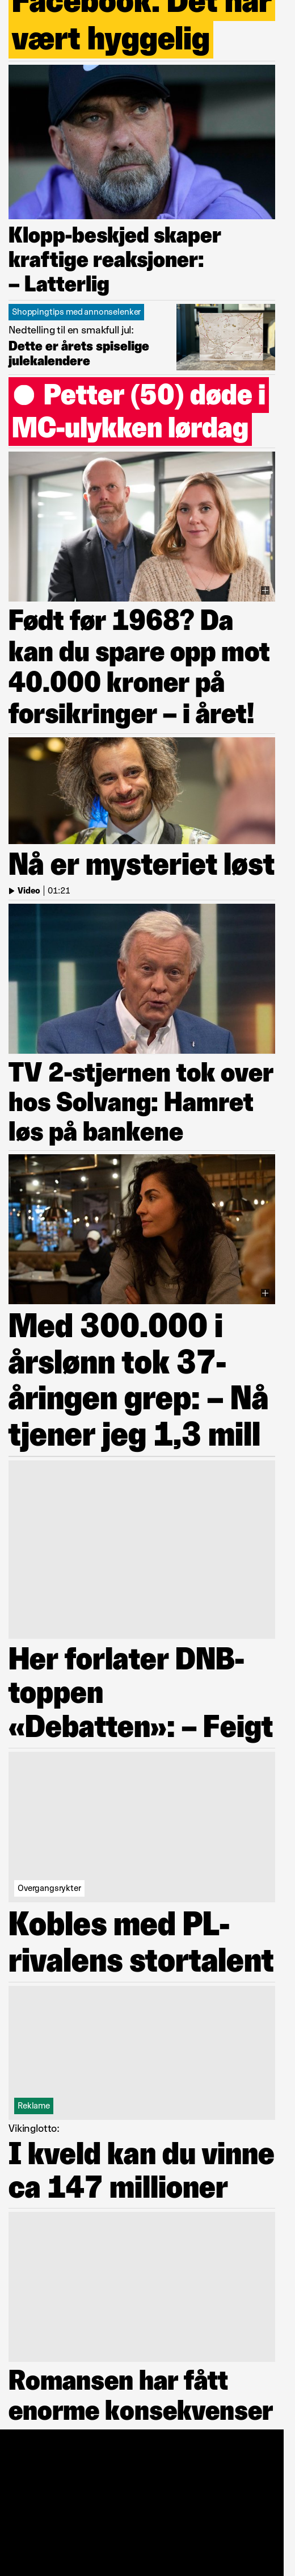 Facebook: Det har
vært hyggelig
Klopp-beskjed skaper
kraftige reaksjoner:
– Latterlig
Shoppingtips med annonselenker
Nedtelling til en smakfull jul:
Dette er årets spiselige
julekalendere
Petter (50) døde i
MC-ulykken lørdag
Født før 1968? Da
kan du spare opp mot
40.000 kroner på
forsikringer – i året!
Nå er mysteriet løst
Video | 01:21
TV 2-stjernen tok over
hos Solvang: Hamret
løs på bankene
Med 300.000 i
årslønn tok 37-
åringen grep: – Nå
tjener jeg 1,3 mill
Her forlater DNB-
toppen
«Debatten»: – Feigt
Overgangsrykter
Kobles med PL-
rivalens stortalent
Reklame
Vikinglotto:
I kveld kan du vinne
ca 147 millioner
Romansen har fått
enorme konsekvenser